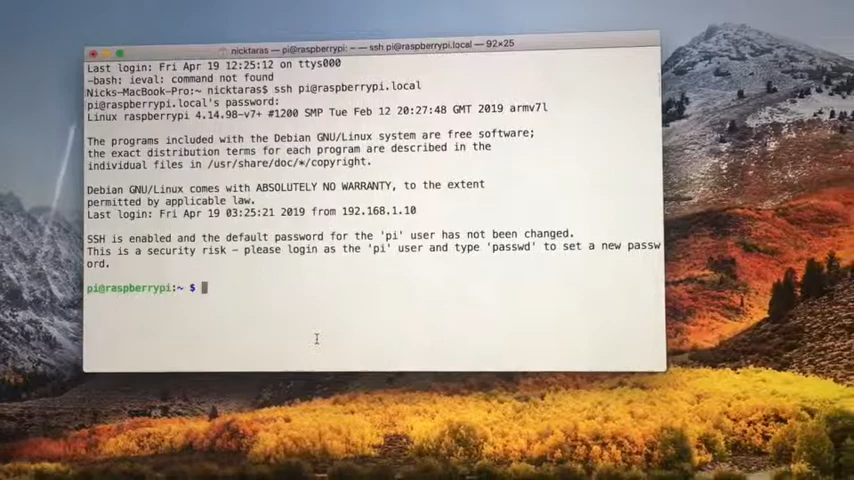 nicktaras — pi@raspberrypi: ~ — ssh pi@raspberrypi.local — 92×25
Last login: Fri Apr 19 12:25:12 on ttys000
-bash: ieval: command not found
Nicks-MacBook-Pro:~ nicktaras$ ssh pi@raspberrypi.local
pi@raspberrypi.local's password:
Linux raspberrypi 4.14.98-v7+ #1200 SMP Tue Feb 12 20:27:48 GMT 2019 armv7l
The programs included with the Debian GNU/Linux system are free software;
the exact distribution terms for each program are described in the
individual files in /usr/share/doc/*/copyright.
Debian GNU/Linux comes with ABSOLUTELY NO WARRANTY, to the extent
permitted by applicable law.
Last login: Fri Apr 19 03:25:21 2019 from 192.168.1.10
SSH is enabled and the default password for the 'pi' user has not been changed.
This is a security risk - please login as the 'pi' user and type 'passwd' to set a new passw
ord.
pi@raspberrypi:~ $